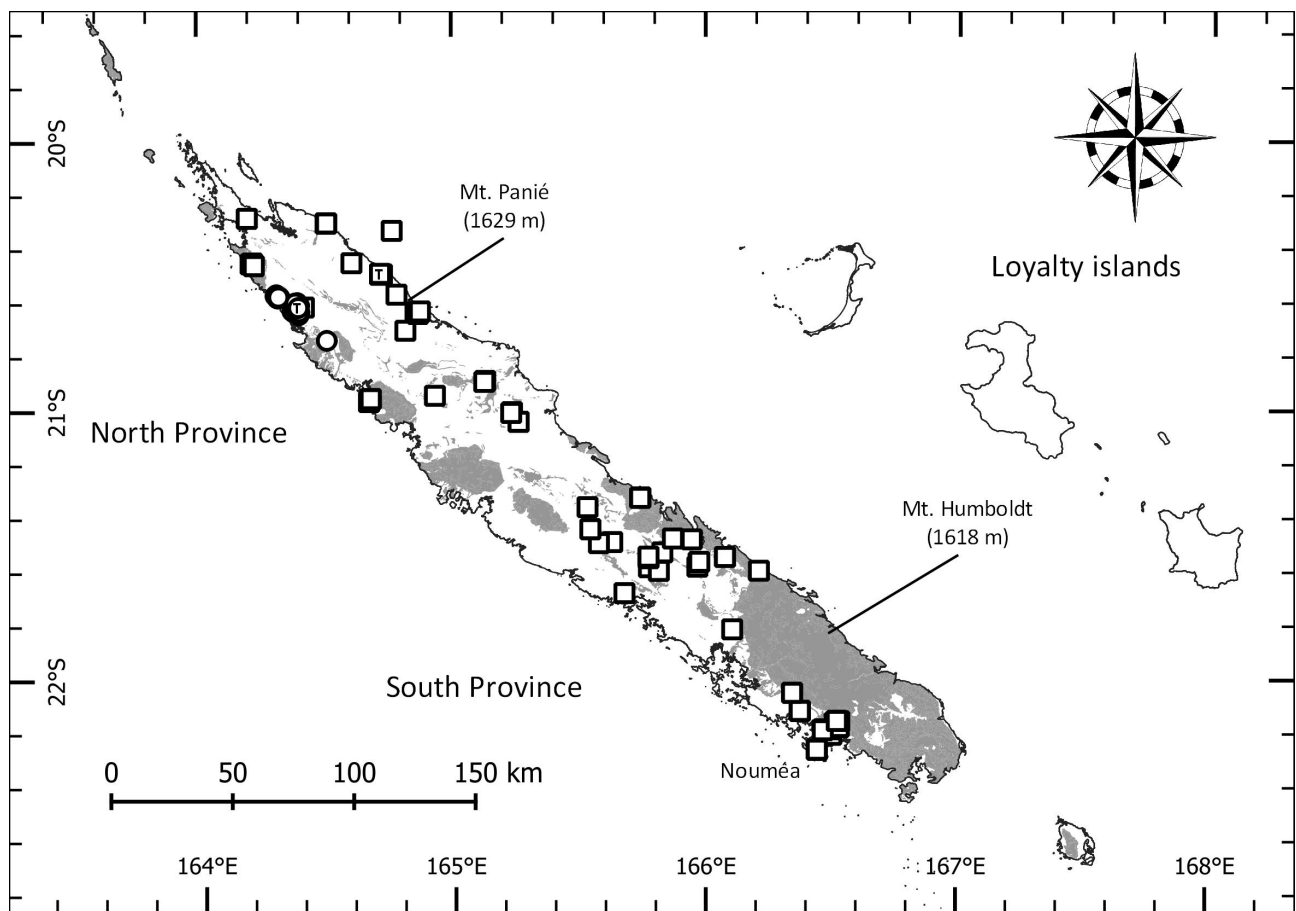 20°S
Mt. Panié
(1629 m)
Loyalty islands
T
T
21°S
North Province
Mt. Humboldt
(1618 m)
22°S
South Province
Nouméa
0 50 100 150 km
164°E 165°E 166°E 167°E 168°E